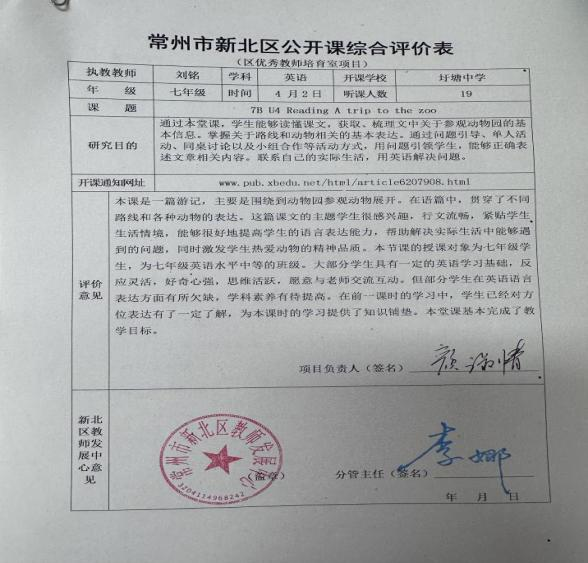 常州市新北区公开课综合评价表
（区优秀教师培育室项目）
执教教师 刘铭 学科 英语 开课学校 圩塘中学
年 级 七年级 时间 4 月 2 日 听课人数 19
课 题 7B U4 Reading A trip to the zoo
研究目的
通过本堂课，学生能够读懂课文，获取、梳理文中关于参观动物园的基
本信息。掌握关于路线和动物相关的基本表达。通过问题引导、单人活
动、同桌讨论以及小组合作等活动方式，用问题引领学生，能够正确表
述文章相关内容。联系自己的实际生活，用英语解决问题。
开课通知网址 www.pub.xbedu.net/html/article6207908.html
评价
意见
本课是一篇游记，主要是围绕到动物园参观动物展开。在语篇中，贯穿了不同
路线和各种动物的表达。这篇课文的主题学生很感兴趣，行文流畅，紧贴学生
生活情境，能够很好地提高学生的语言表达能力，帮助解决实际生活中能够遇
到的问题，同时激发学生热爱动物的精神品质。本节课的授课对象为七年级学
生，为七年级英语水平中等的班级。大部分学生具有一定的英语学习基础，反
应灵活，好奇心强，思维活跃，愿意与老师交流互动。但部分学生在英语语言
表达方面有所欠缺，学科素养有待提高。在前一课时的学习中，学生已经对方
位表达有了一定了解，为本课时的学习提供了知识铺垫。本堂课基本完成了教
学目标。
项目负责人（签名）
新北
区教
师发
展中
心意
见
常州市新北区教师发展中心
3204114968242
（盖章）
分管主任（签名） 李娜
年 月 日